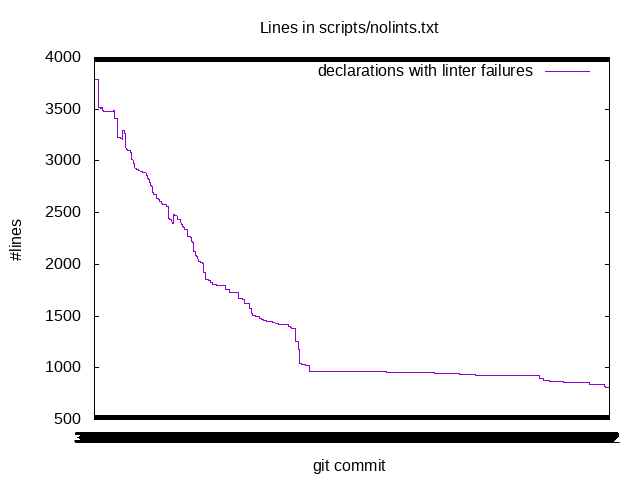 Lines in scripts/nolints.txt
declarations with linter failures
4000
3500
3000
2500
2000
1500
1000
500
#lines
git commit